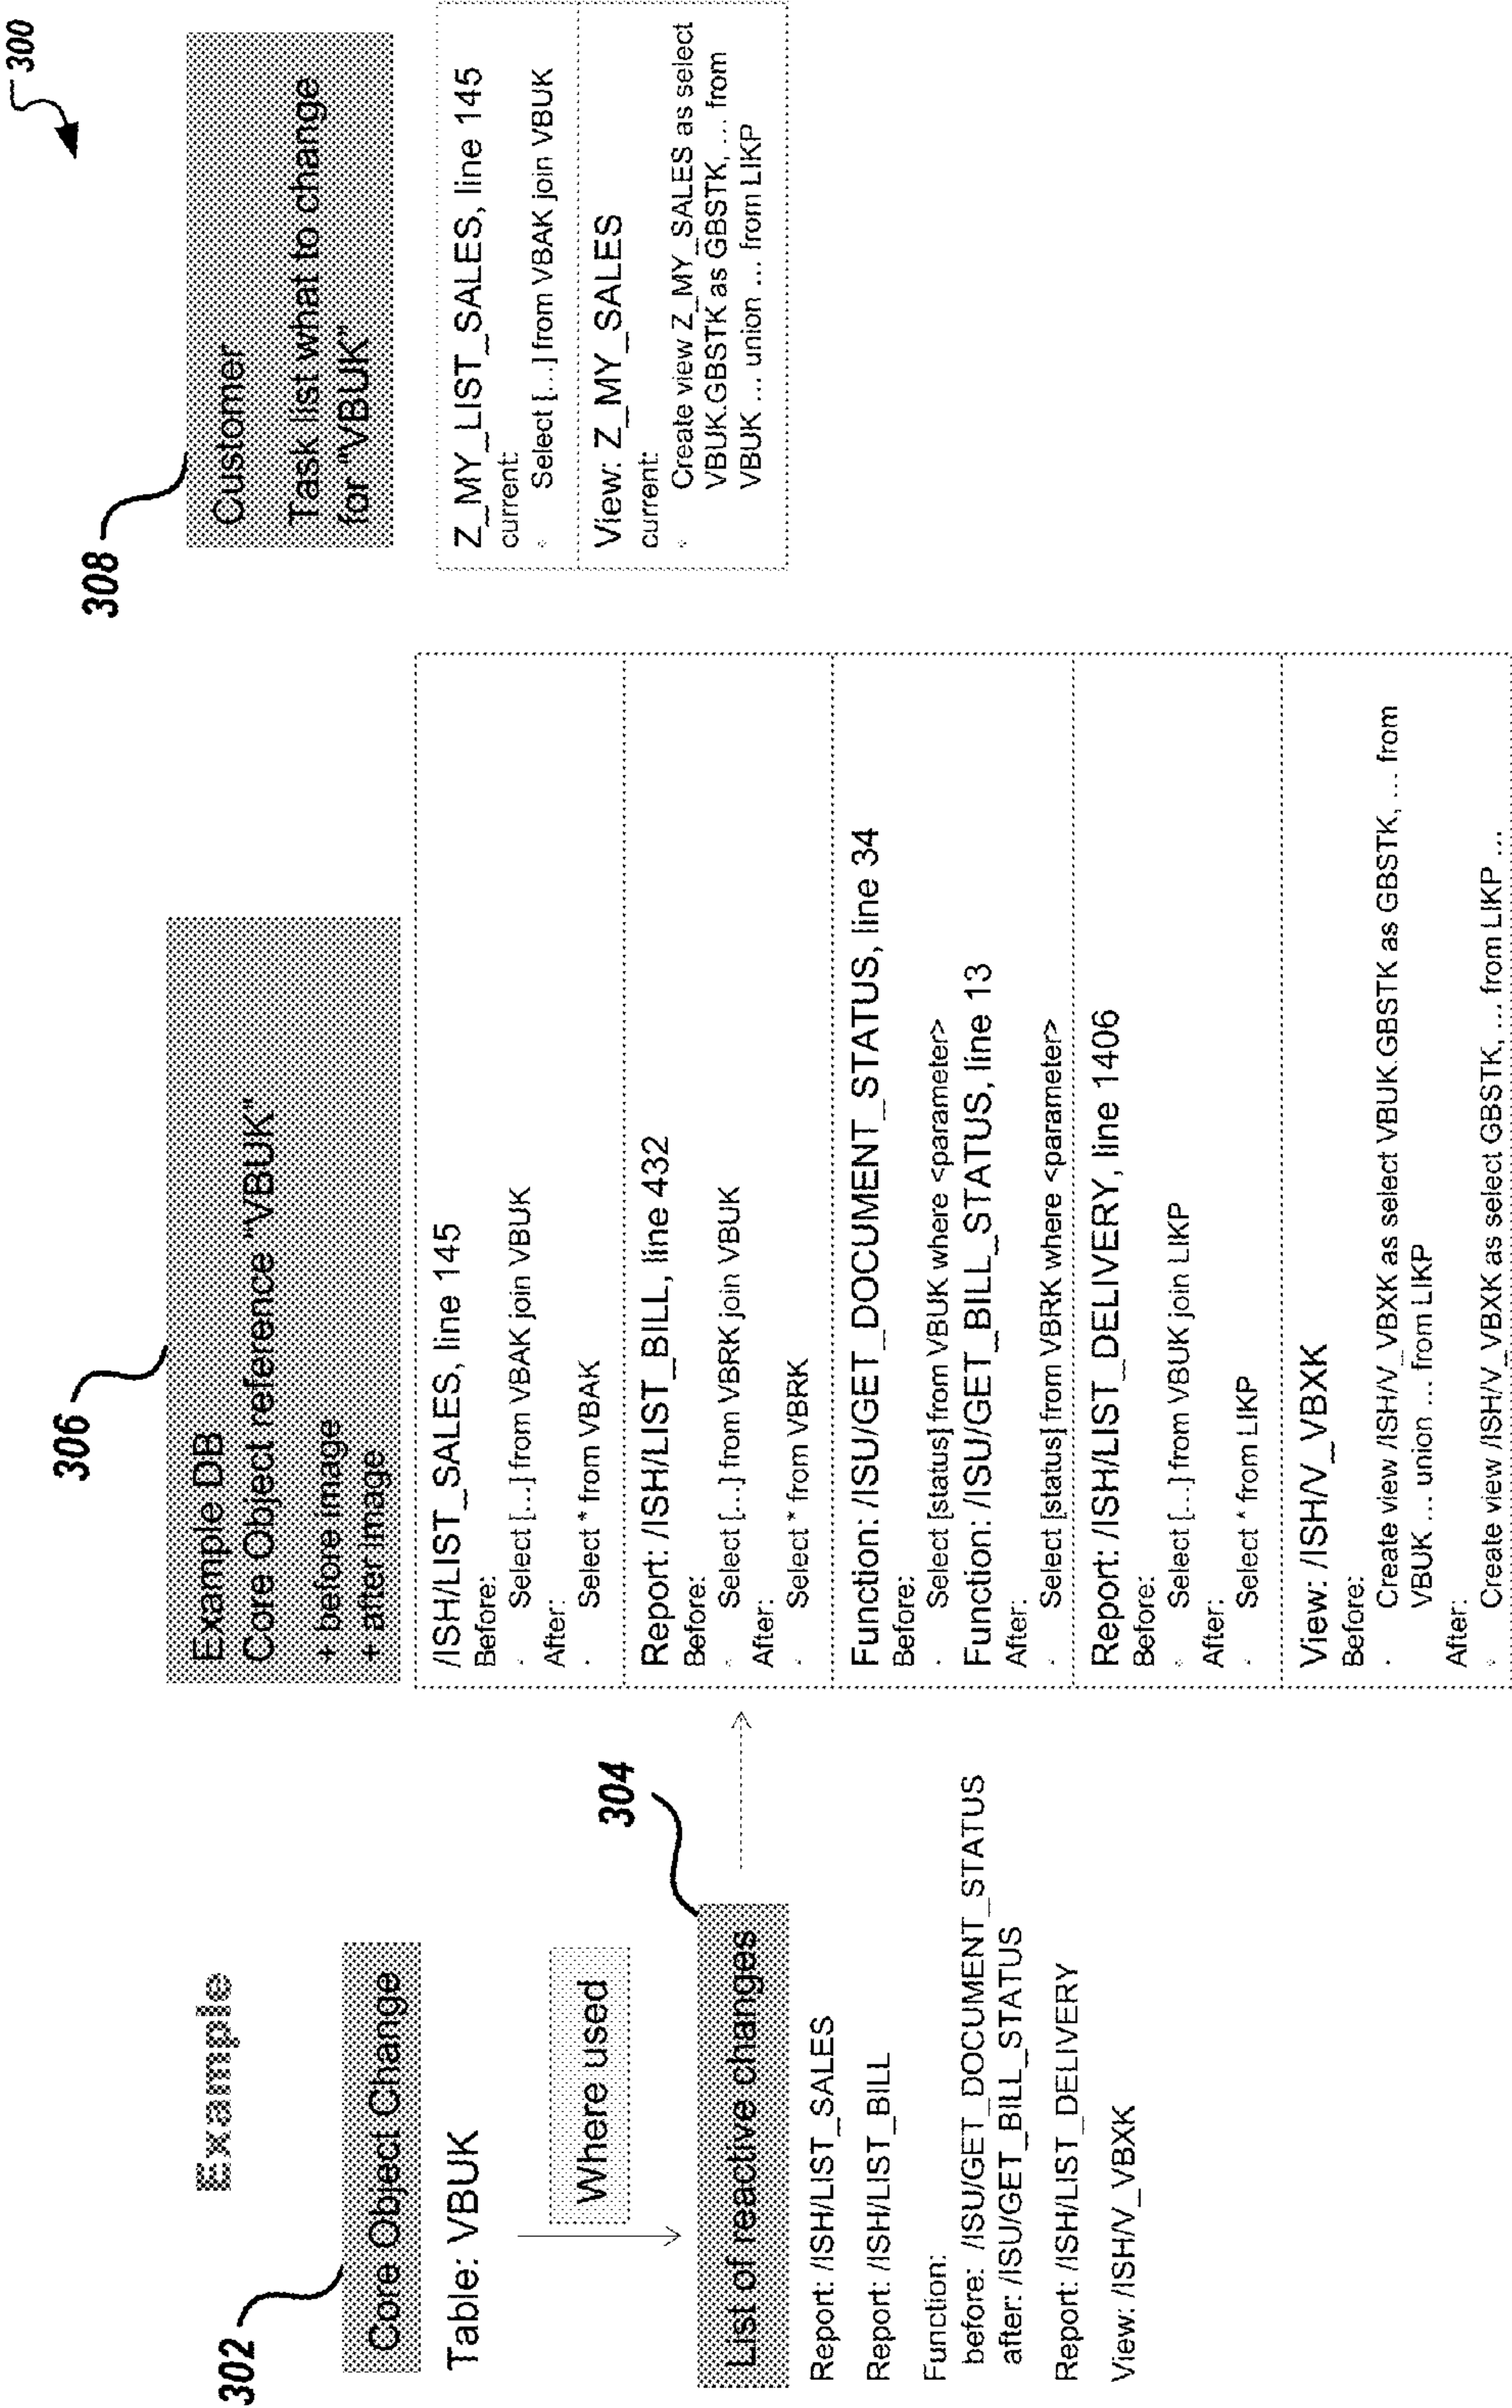 300
Example
302
Core Object Change
Table: VBUK
Where used
304
List of reactive changes
Report: /ISH/LIST_SALES
Report: /ISH/LIST_BILL
Function:
before: /ISU/GET_DOCUMENT_STATUS
after: /ISU/GET_BILL_STATUS
Report: /ISH/LIST_DELIVERY
View: /ISH/V_VBXK
306
Example DB
Core Object reference "VBUK"
+ before image
+ after image
/ISH/LIST_SALES, line 145
Before:
Select [...] from VBAK join VBUK
After:
Select * from VBAK
Report: /ISH/LIST_BILL, line 432
Before:
Select [...] from VBRK join VBUK
After:
Select * from VBRK
Function: /ISU/GET_DOCUMENT_STATUS, line 34
Before:
Select [status] from VBUK where <parameter>
Function: /ISU/GET_BILL_STATUS, line 13
After:
Select [status] from VBRK where <parameter>
Report: /ISH/LIST_DELIVERY, line 1406
Before:
Select [...] from VBUK join LIKP
After:
Select * from LIKP
View: /ISH/V_VBXK
Before:
Create view /ISH/V_VBXK as select VBUK.GBSTK as GBSTK, ... from
VBUK ... union ... from LIKP
After:
Create view /ISH/V_VBXK as select GBSTK, ... from LIKP ...
308
Customer
Task list what to change
for "VBUK"
Z_MY_LIST_SALES, line 145
current:
Select [...] from VBAK join VBUK
View: Z_MY_SALES
current:
Create view Z_MY_SALES as select
VBUK.GBSTK as GBSTK, ... from
VBUK ... union ... from LIKP